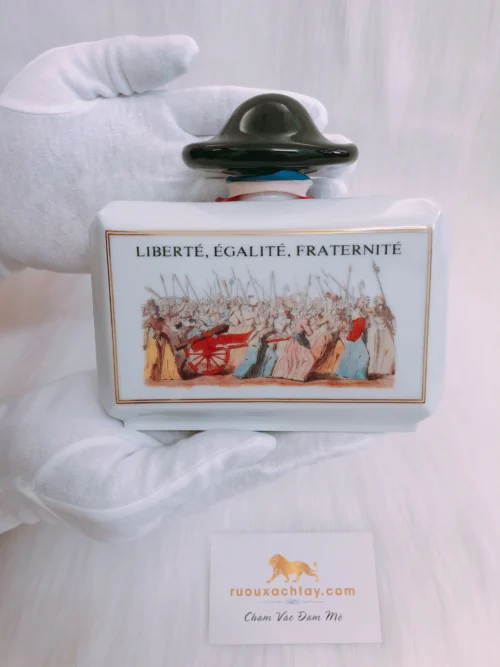 LIBERTÉ, ÉGALITÉ, FRATERNITÉ
ruouxachtay.com
Chạm Vào Đam Mê